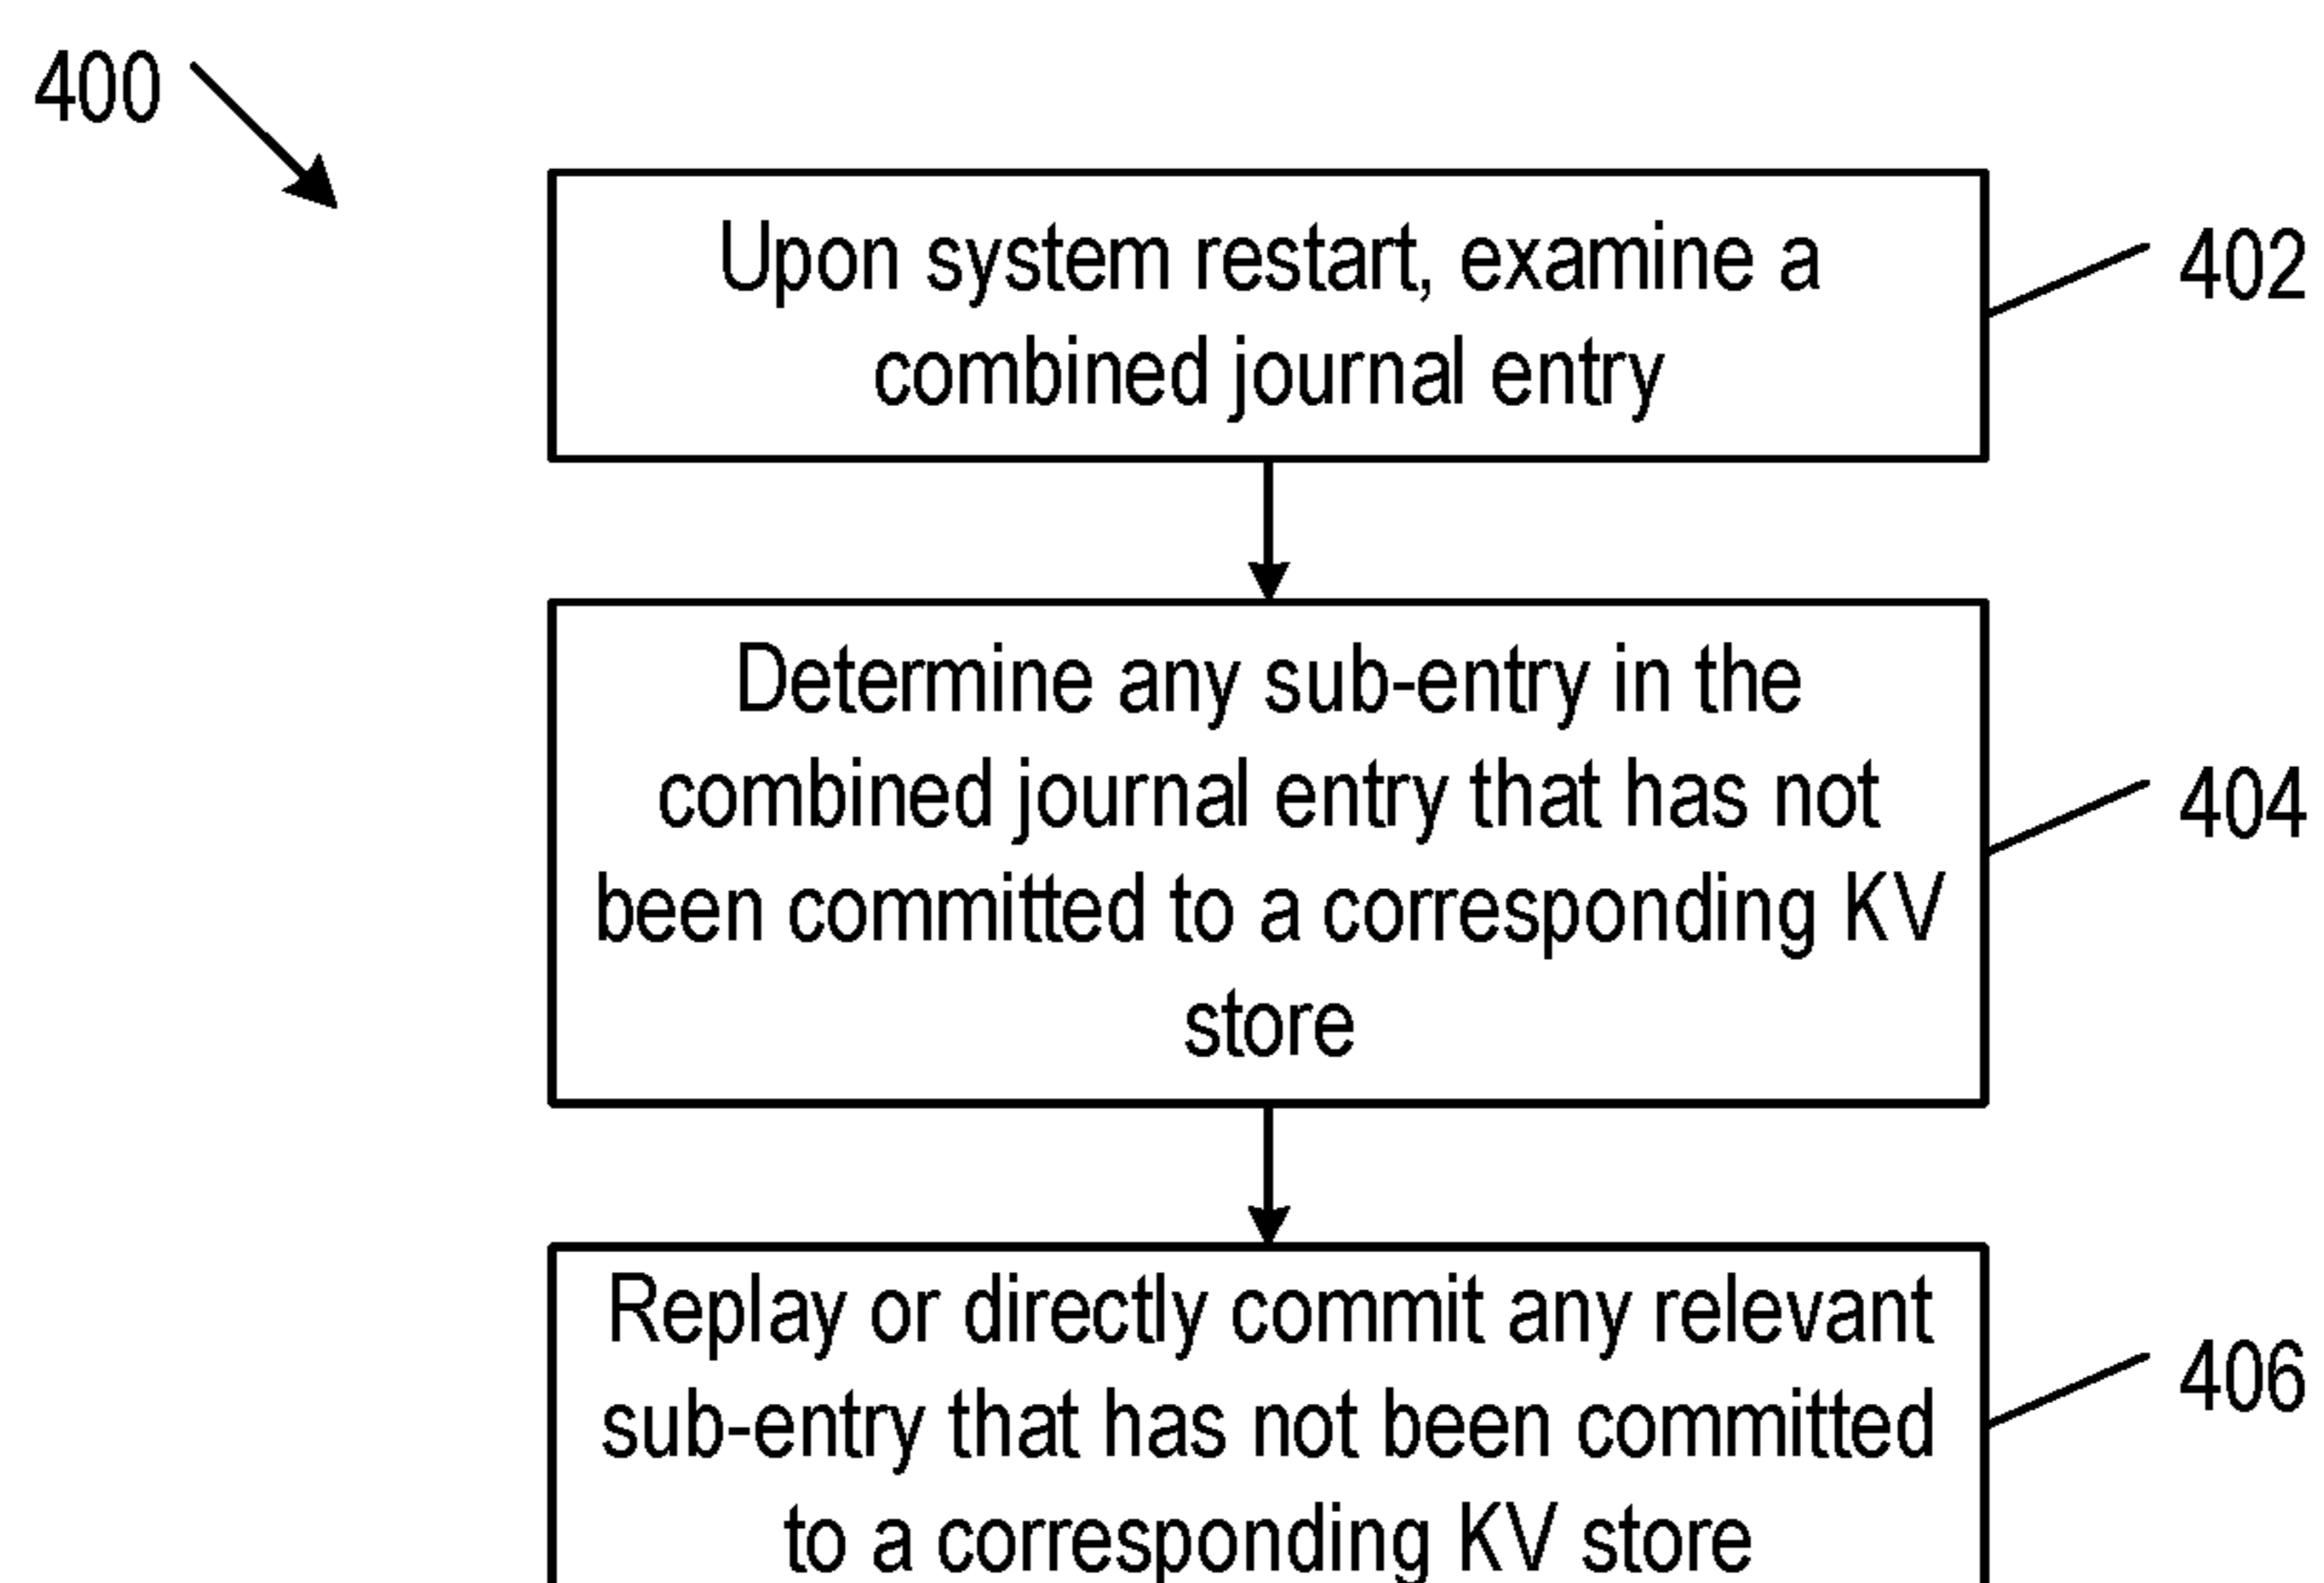 400
Upon system restart, examine a
combined journal entry
402
Determine any sub-entry in the
combined journal entry that has not
been committed to a corresponding KV
store
404
Replay or directly commit any relevant
sub-entry that has not been committed
to a corresponding KV store
406